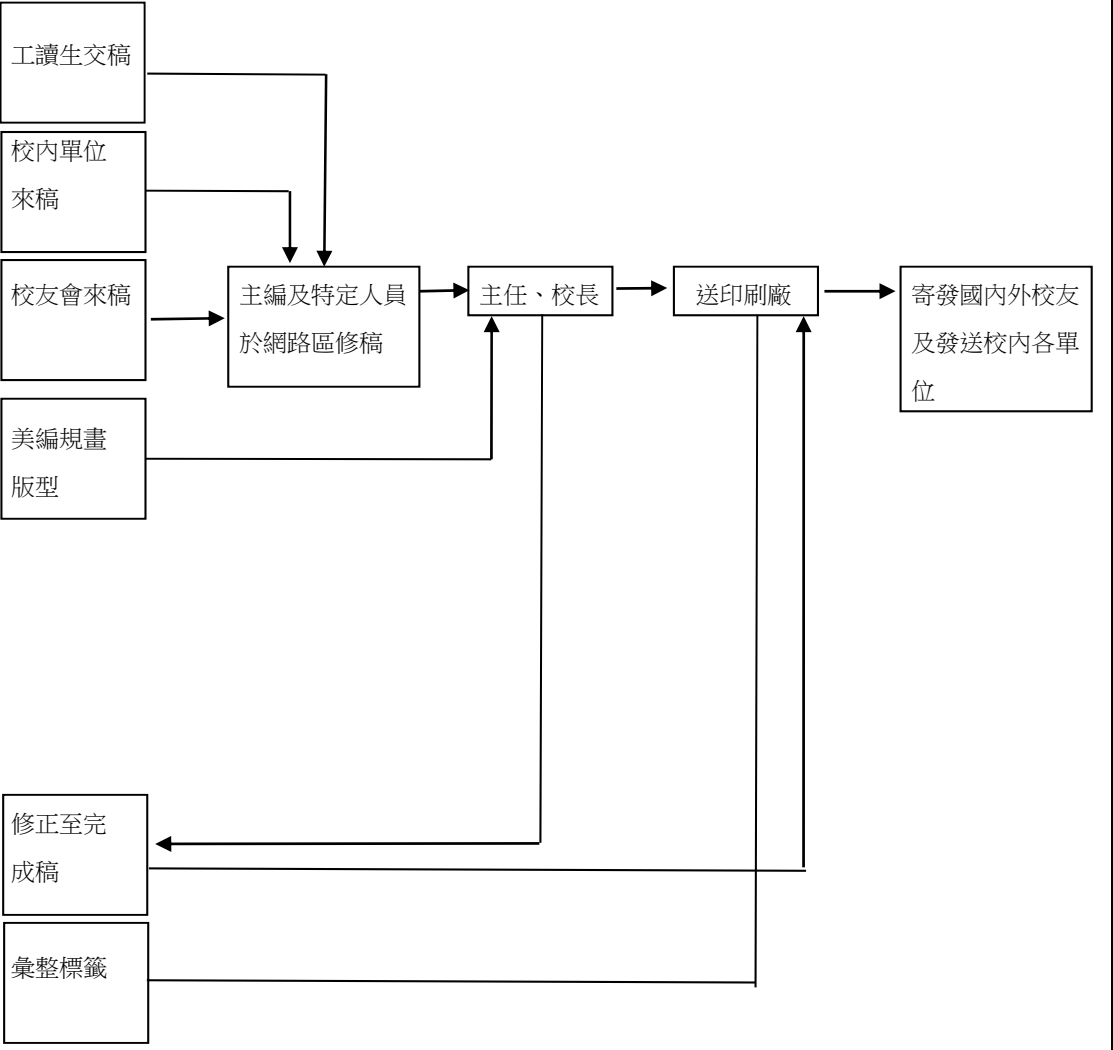 工讀生交稿
校內單位
來稿
校友會來稿
主編及特定人員
於網路區修稿
主任、校長
送印刷廠
寄發國內外校友
及發送校內各單
位
美編規畫
版型
修正至完
成稿
彙整標籤